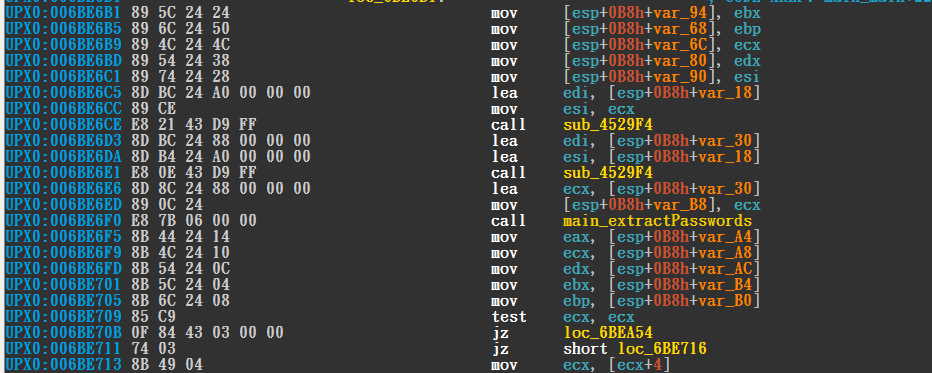 UPX0:006BE6B1 89 5C 24 24 mov [esp+0B8h+var_94], ebx
UPX0:006BE6B5 89 6C 24 50 mov [esp+0B8h+var_68], ebp
UPX0:006BE6B9 89 4C 24 4C mov [esp+0B8h+var_6C], ecx
UPX0:006BE6BD 89 54 24 38 mov [esp+0B8h+var_80], edx
UPX0:006BE6C1 89 74 24 28 mov [esp+0B8h+var_90], esi
UPX0:006BE6C5 8D BC 24 A0 00 00 00 lea edi, [esp+0B8h+var_18]
UPX0:006BE6CC 89 CE mov esi, ecx
UPX0:006BE6CE E8 21 43 D9 FF call sub_4529F4
UPX0:006BE6D3 8D BC 24 88 00 00 00 lea edi, [esp+0B8h+var_30]
UPX0:006BE6DA 8D B4 24 A0 00 00 00 lea esi, [esp+0B8h+var_18]
UPX0:006BE6E1 E8 0E 43 D9 FF call sub_4529F4
UPX0:006BE6E6 8D 8C 24 88 00 00 00 lea ecx, [esp+0B8h+var_30]
UPX0:006BE6ED 89 0C 24 mov [esp+0B8h+var_B8], ecx
UPX0:006BE6F0 E8 7B 06 00 00 call main_extractPasswords
UPX0:006BE6F5 8B 44 24 14 mov eax, [esp+0B8h+var_A4]
UPX0:006BE6F9 8B 4C 24 10 mov ecx, [esp+0B8h+var_A8]
UPX0:006BE6FD 8B 54 24 0C mov edx, [esp+0B8h+var_AC]
UPX0:006BE701 8B 5C 24 04 mov ebx, [esp+0B8h+var_B4]
UPX0:006BE705 8B 6C 24 08 mov ebp, [esp+0B8h+var_B0]
UPX0:006BE709 85 C9 test ecx, ecx
UPX0:006BE70B 0F 84 43 03 00 00 jz loc_6BEA54
UPX0:006BE711 74 03 jz short loc_6BE716
UPX0:006BE713 8B 49 04 mov ecx, [ecx+4]